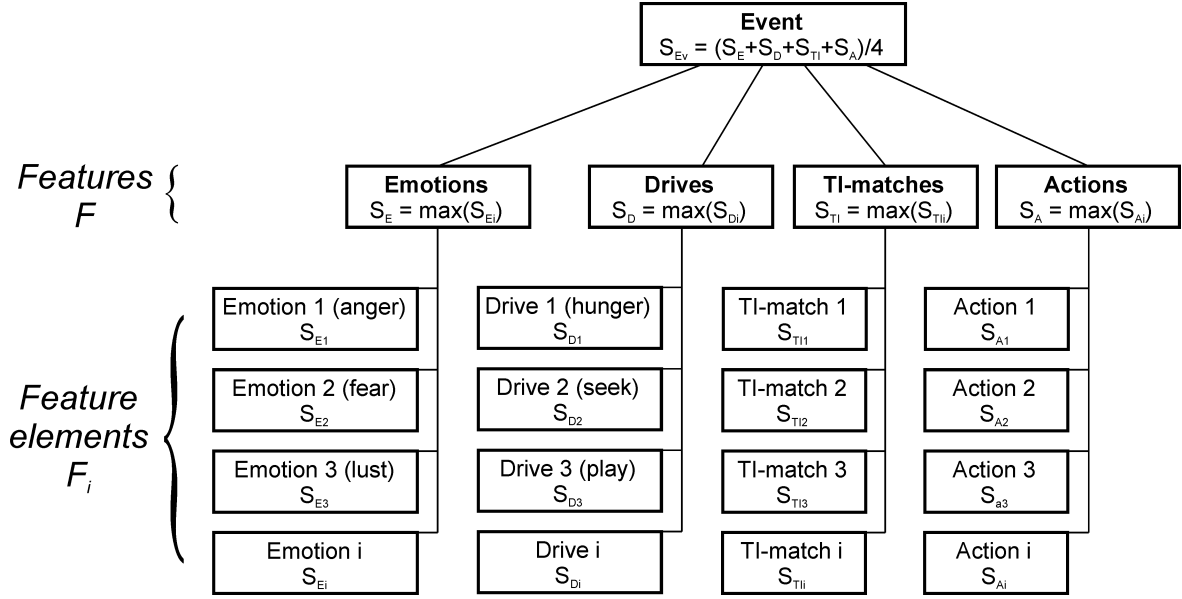 Event
S_Ev = (S_E+S_D+S_TI+S_A)/4
Features
F
Emotions
S_E = max(S_Ei)
Drives
S_D = max(S_Di)
TI-matches
S_TI = max(S_TIi)
Actions
S_A = max(S_Ai)
Feature
elements
F_i
Emotion 1 (anger)
S_E1
Drive 1 (hunger)
S_D1
TI-match 1
S_TI1
Action 1
S_A1
Emotion 2 (fear)
S_E2
Drive 2 (seek)
S_D2
TI-match 2
S_TI2
Action 2
S_A2
Emotion 3 (lust)
S_E3
Drive 3 (play)
S_D3
TI-match 3
S_TI3
Action 3
S_a3
Emotion i
S_Ei
Drive i
S_Di
TI-match i
S_TIi
Action i
S_Ai